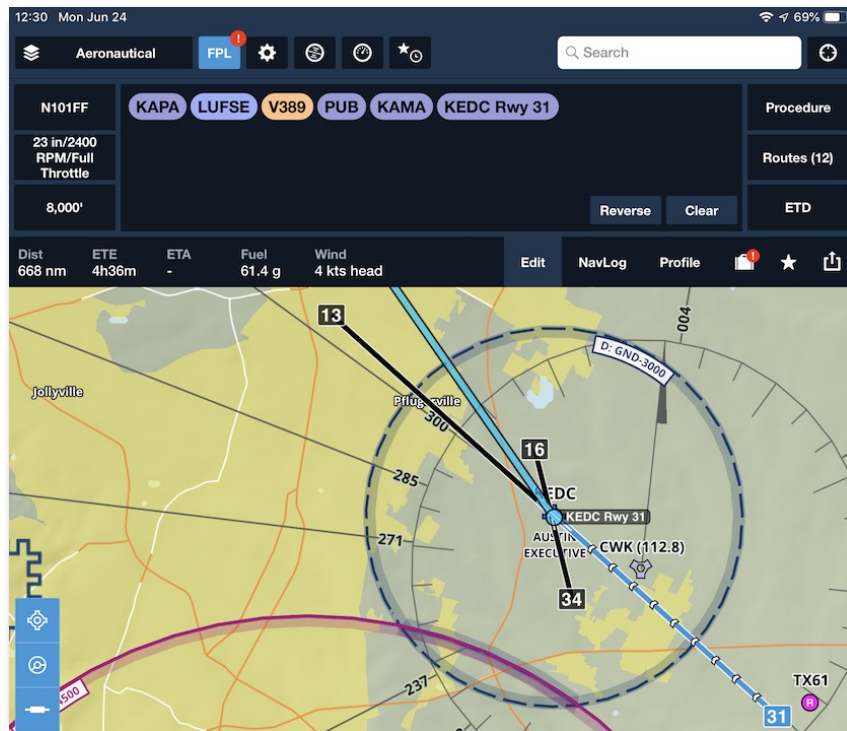 12:30 Mon Jun 24
69%
Aeronautical
FPL
!
Search
N101FF
KAPA LUFSE V389 PUB KAMA KEDC Rwy 31
Procedure
23 in/2400
RPM/Full
Throttle
Routes (12)
8,000'
Reverse
Clear
ETD
Dist
668 nm
ETE
4h36m
ETA
-
Fuel
61.4 g
Wind
4 kts head
Edit
NavLog
Profile
!
13
004
D: GND-3000
Jollyville
Pflugerville
300
16
285
KEDC
KEDC Rwy 31
271
AUSTIN
EXECUTIVE
CWK (112.8)
34
237
TX61
R
31